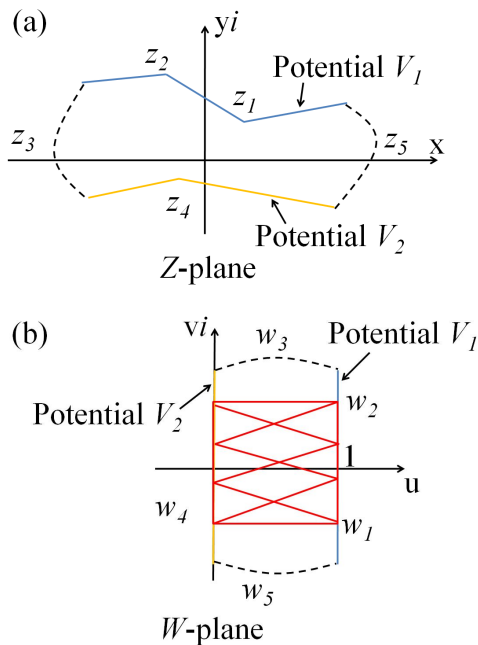 (a)
yi
z2
Potential V1
z1
z3
z5
x
z4
Potential V2
Z-plane
(b)
vi
w3
Potential V1
w2
Potential V2
1
u
w4
w1
w5
W-plane